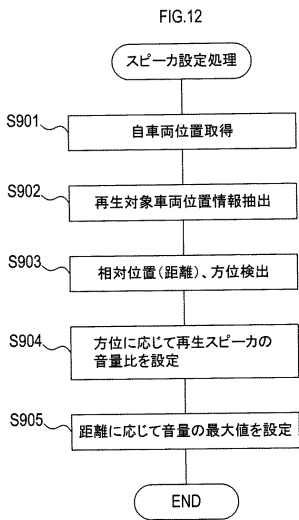 FIG.12
スピーカ設定処理
S901
自車両位置取得
S902
再生対象車両位置情報抽出
S903
相対位置(距離)、方位検出
S904
方位に応じて再生スピーカの
音量比を設定
S905
距離に応じて音量の最大値を設定
END